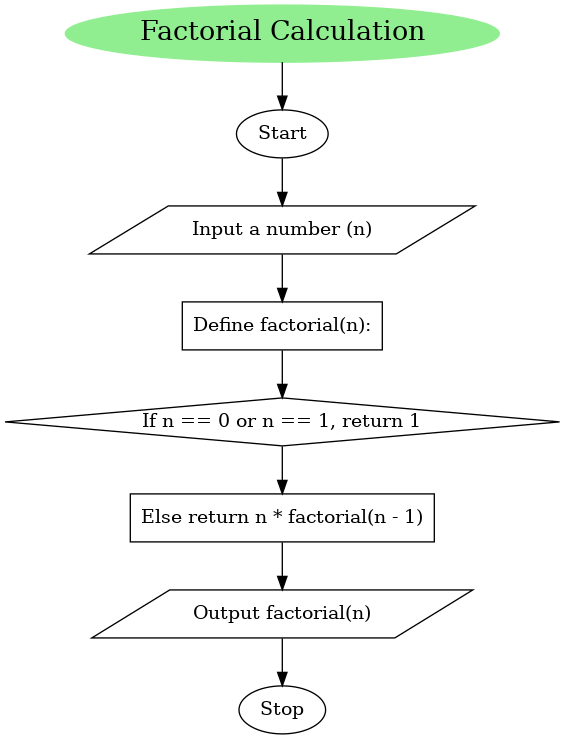 Factorial Calculation
Start
Input a number (n)
Define factorial(n):
If n == 0 or n == 1, return 1
Else return n * factorial(n - 1)
Output factorial(n)
Stop